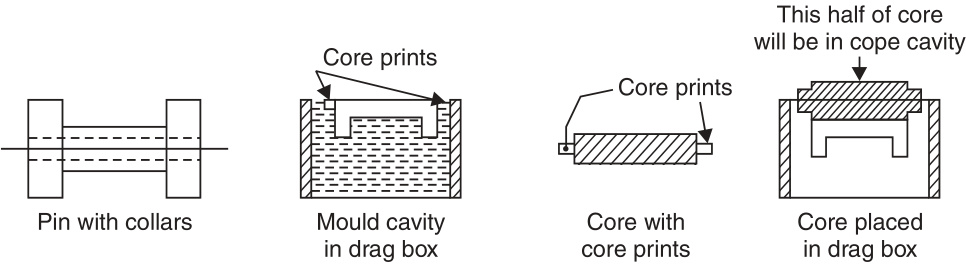 This half of core
will be in cope cavity
Core prints
Core prints
Pin with collars
Mould cavity
in drag box
Core with
core prints
Core placed
in drag box